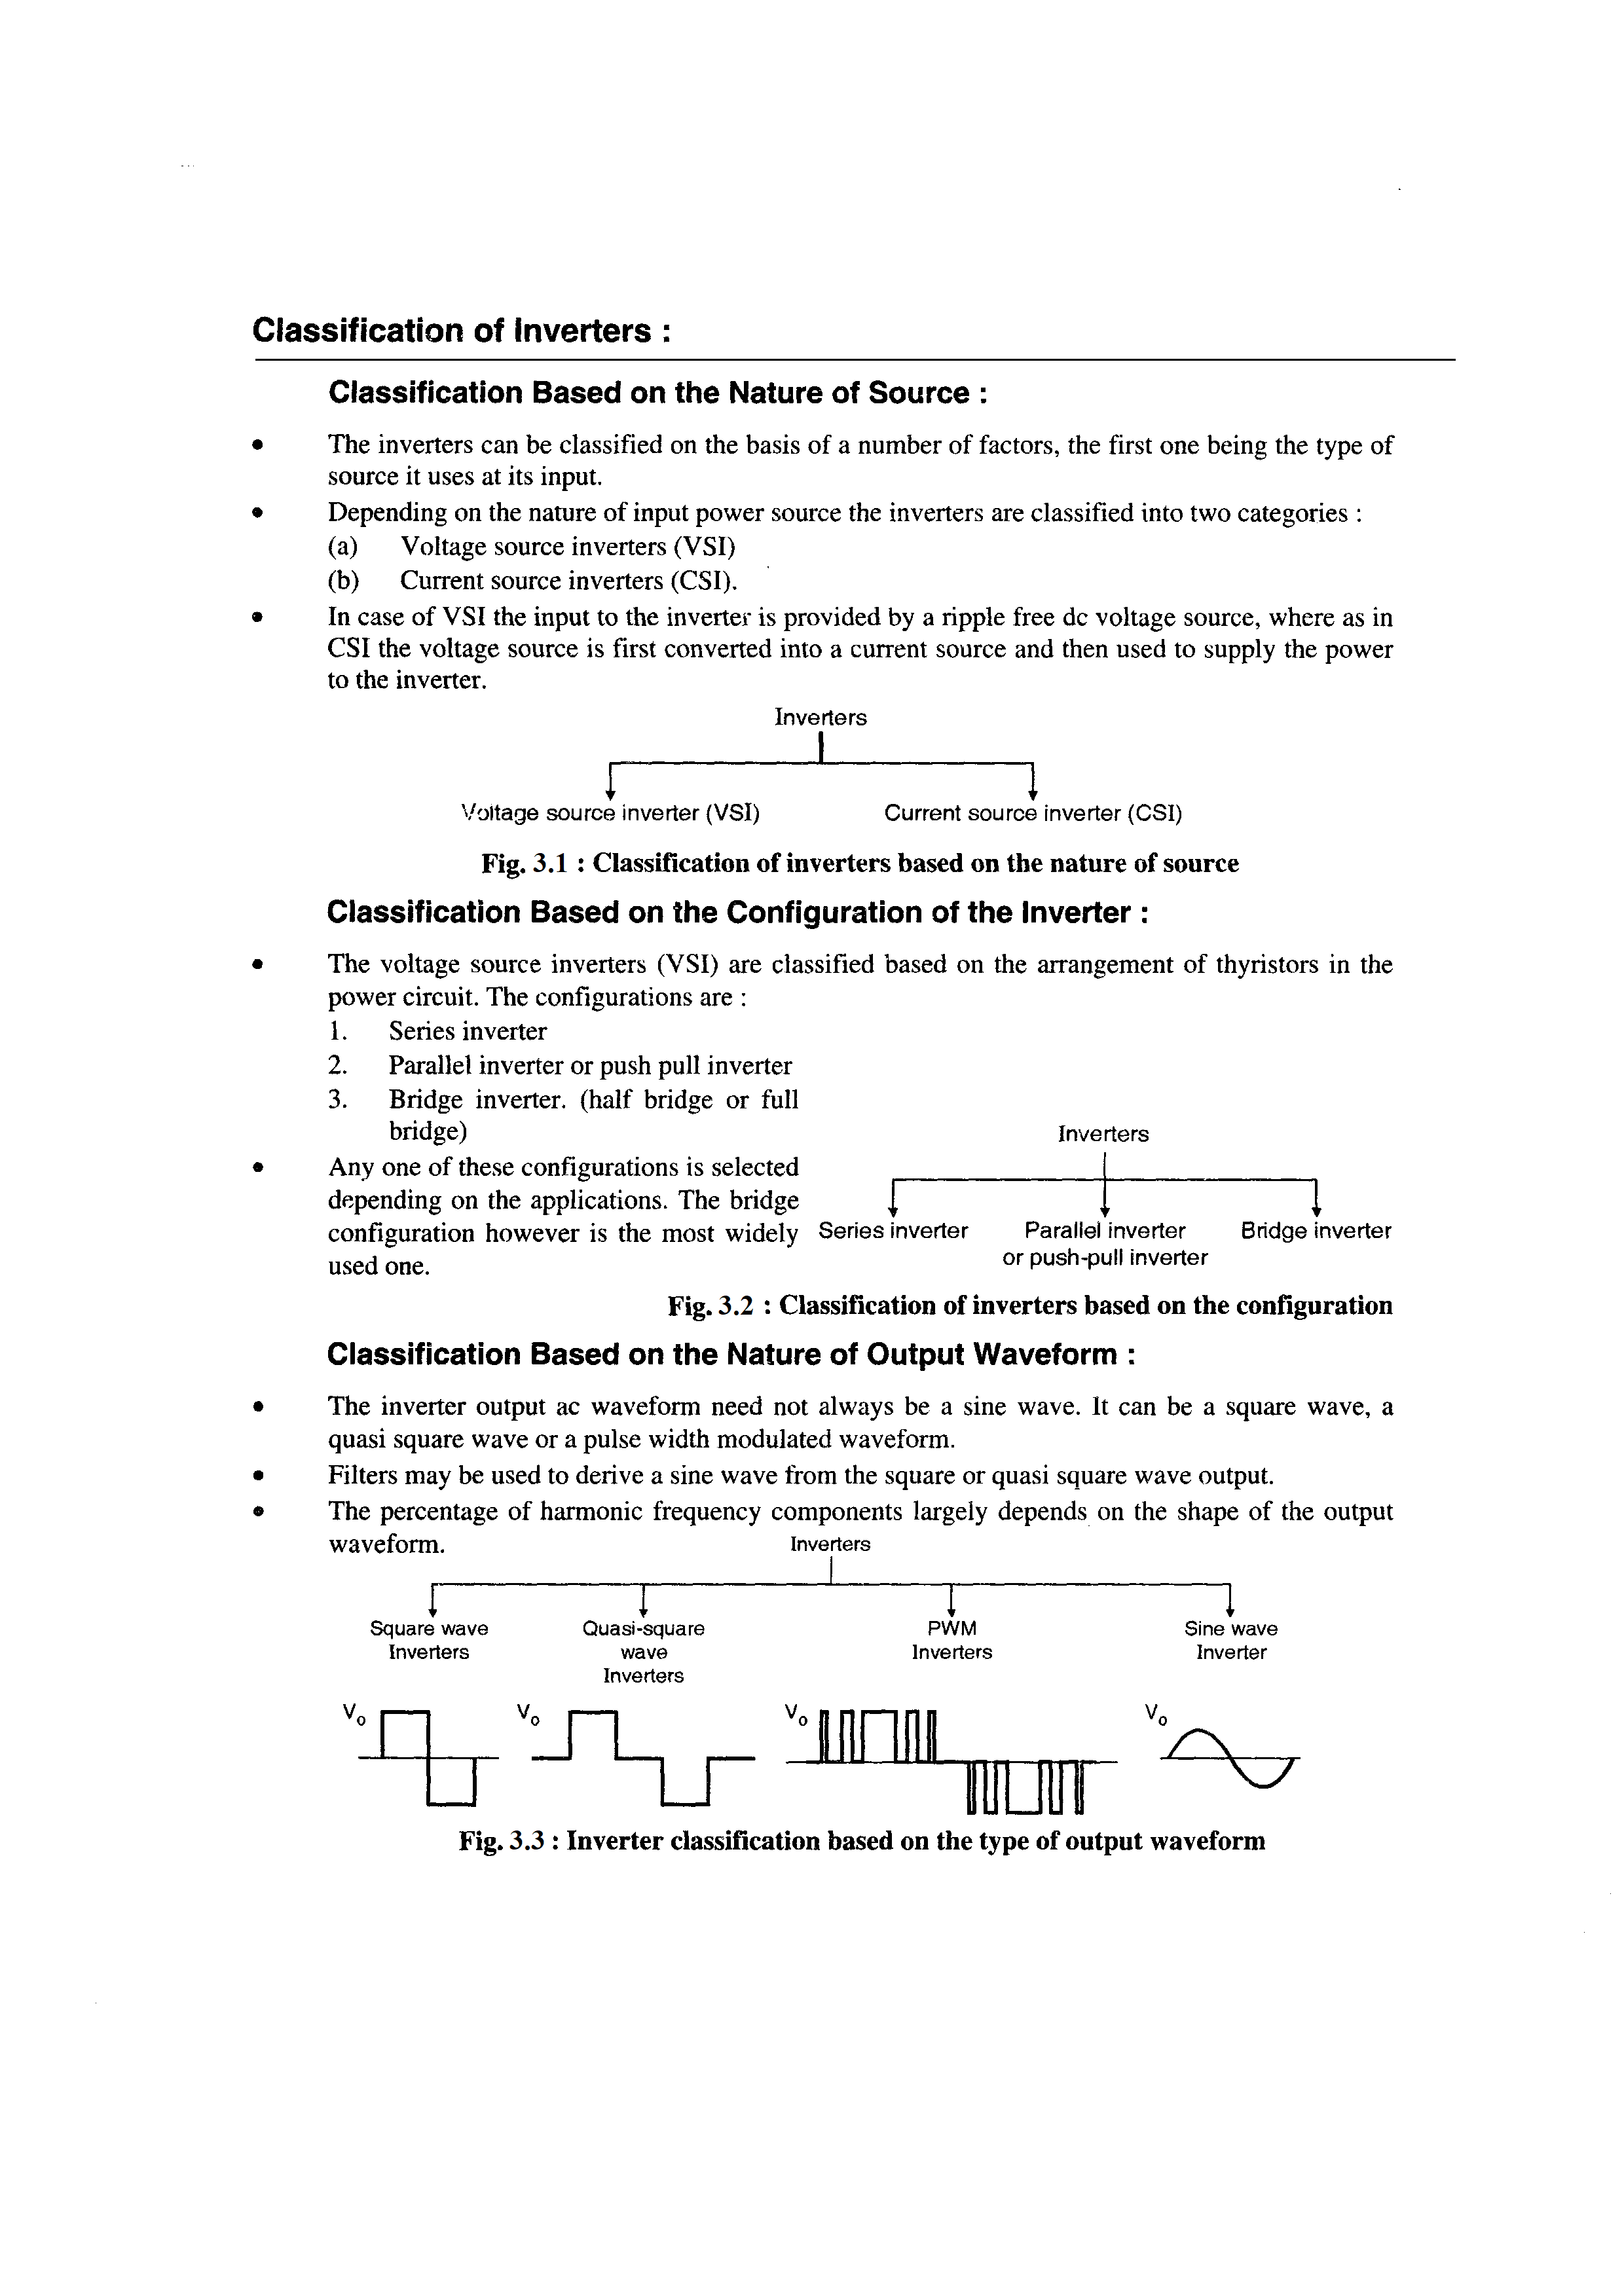 Classification of Inverters :
Classification Based on the Nature of Source :
• The inverters can be classified on the basis of a number of factors, the first one being the type of
source it uses at its input.
• Depending on the nature of input power source the inverters are classified into two categories :
(a) Voltage source inverters (VSI)
(b) Current source inverters (CSI).
• In case of VSI the input to the inverter is provided by a ripple free dc voltage source, where as in
CSI the voltage source is first converted into a current source and then used to supply the power
to the inverter.
Inverters
Voltage source inverter (VSI) Current source inverter (CSI)
Fig. 3.1 : Classification of inverters based on the nature of source
Classification Based on the Configuration of the Inverter :
• The voltage source inverters (VSI) are classified based on the arrangement of thyristors in the
power circuit. The configurations are :
1. Series inverter
2. Parallel inverter or push pull inverter
3. Bridge inverter. (half bridge or full
bridge)
• Any one of these configurations is selected
depending on the applications. The bridge
configuration however is the most widely
used one.
Inverters
Series inverter Parallel inverter Bridge inverter
or push-pull inverter
Fig. 3.2 : Classification of inverters based on the configuration
Classification Based on the Nature of Output Waveform :
• The inverter output ac waveform need not always be a sine wave. It can be a square wave, a
quasi square wave or a pulse width modulated waveform.
• Filters may be used to derive a sine wave from the square or quasi square wave output.
• The percentage of harmonic frequency components largely depends on the shape of the output
waveform.
Inverters
Square wave Quasi-square PWM Sine wave
Inverters wave Inverters Inverter
Inverters
Vo Vo Vo Vo
Fig. 3.3 : Inverter classification based on the type of output waveform